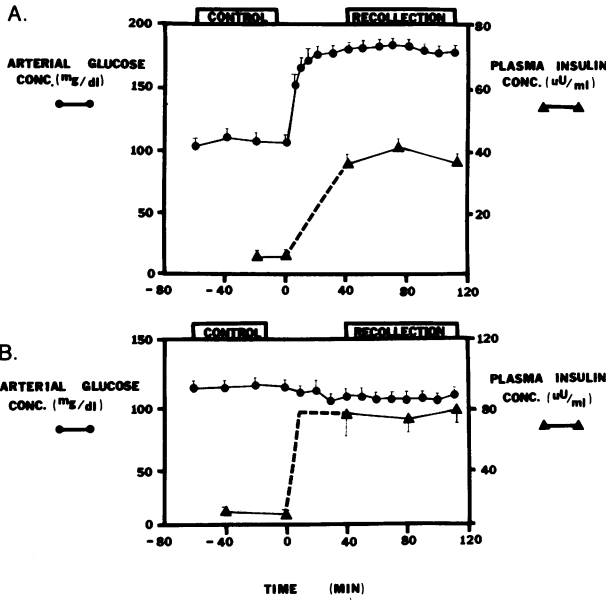 A.
CONTROL
RECOLLECTION
200
80
ARTERIAL GLUCOSE
CONC. (mg/dl)
PLASMA INSULIN
CONC. (uU/ml)
150
60
100
40
50
20
0
-80
-40
0
40
80
120
B.
CONTROL
RECOLLECTION
150
120
ARTERIAL GLUCOSE
CONC. (mg/dl)
PLASMA INSULIN
CONC. (uU/ml)
100
80
50
40
0
-80
-40
0
40
80
120
TIME (MIN)